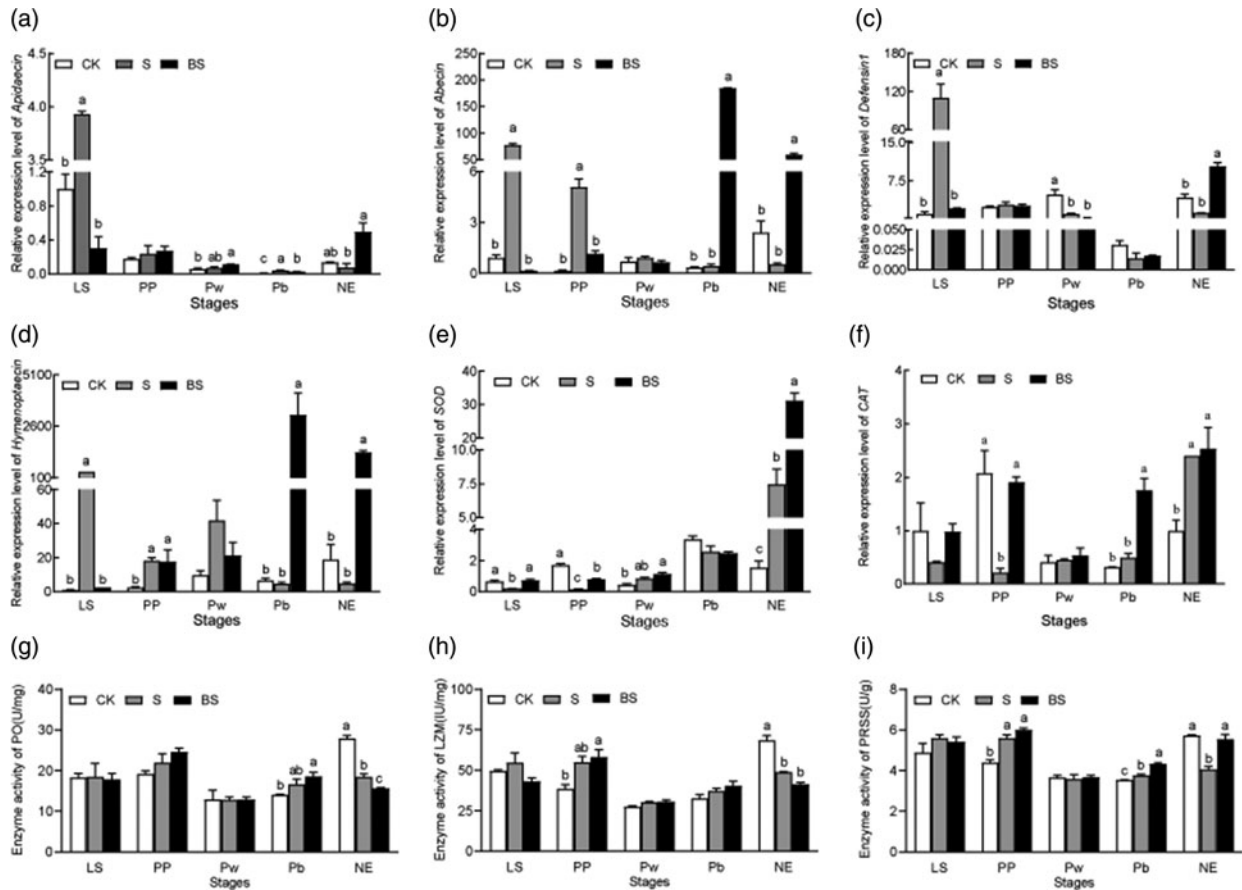 (a)
Relative expression level of Apidaecin
4.5
4.0
3.5
1.2
0.8
0.4
0.0
CK S BS
b a b
b ab a
c a b
ab b a
LS PP Pw Pb NE
Stages
(b)
Relative expression level of Abecin
250
200
150
100
50
6
3
0
CK S BS
b a b
b a b
b b a
b b a
LS PP Pw Pb NE
Stages
(c)
Relative expression level of Defensin1
180
120
60
15.0
7.5
0.050
0.025
0.000
CK S BS
b a b
a b b
b b a
LS PP Pw Pb NE
Stages
(d)
Relative expression level of Hymenoptaecin
5100
2600
100
60
40
20
0
CK S BS
b a b
b a a
b b a
b b a
LS PP Pw Pb NE
Stages
(e)
Relative expression level of SOD
40
30
20
10.0
7.5
5.0
4
2
0
CK S BS
a b a
a c b
b ab a
c b a
LS PP Pw Pb NE
Stages
(f)
Relative expression level of CAT
4
3
2
1
0
CK S BS
a b a
b b a
b a a
LS PP Pw Pb NE
Stages
(g)
Enzyme activity of PO(U/mg)
40
30
20
10
0
CK S BS
b ab a
a b c
LS PP Pw Pb NE
Stages
(h)
Enzyme activity of LZM(IU/mg)
100
75
50
25
0
CK S BS
b ab a
a b b
LS PP Pw Pb NE
Stages
(i)
Enzyme activity of PRSS(U/g)
8
6
4
2
0
CK S BS
b a a
c b a
a b a
LS PP Pw Pb NE
Stages